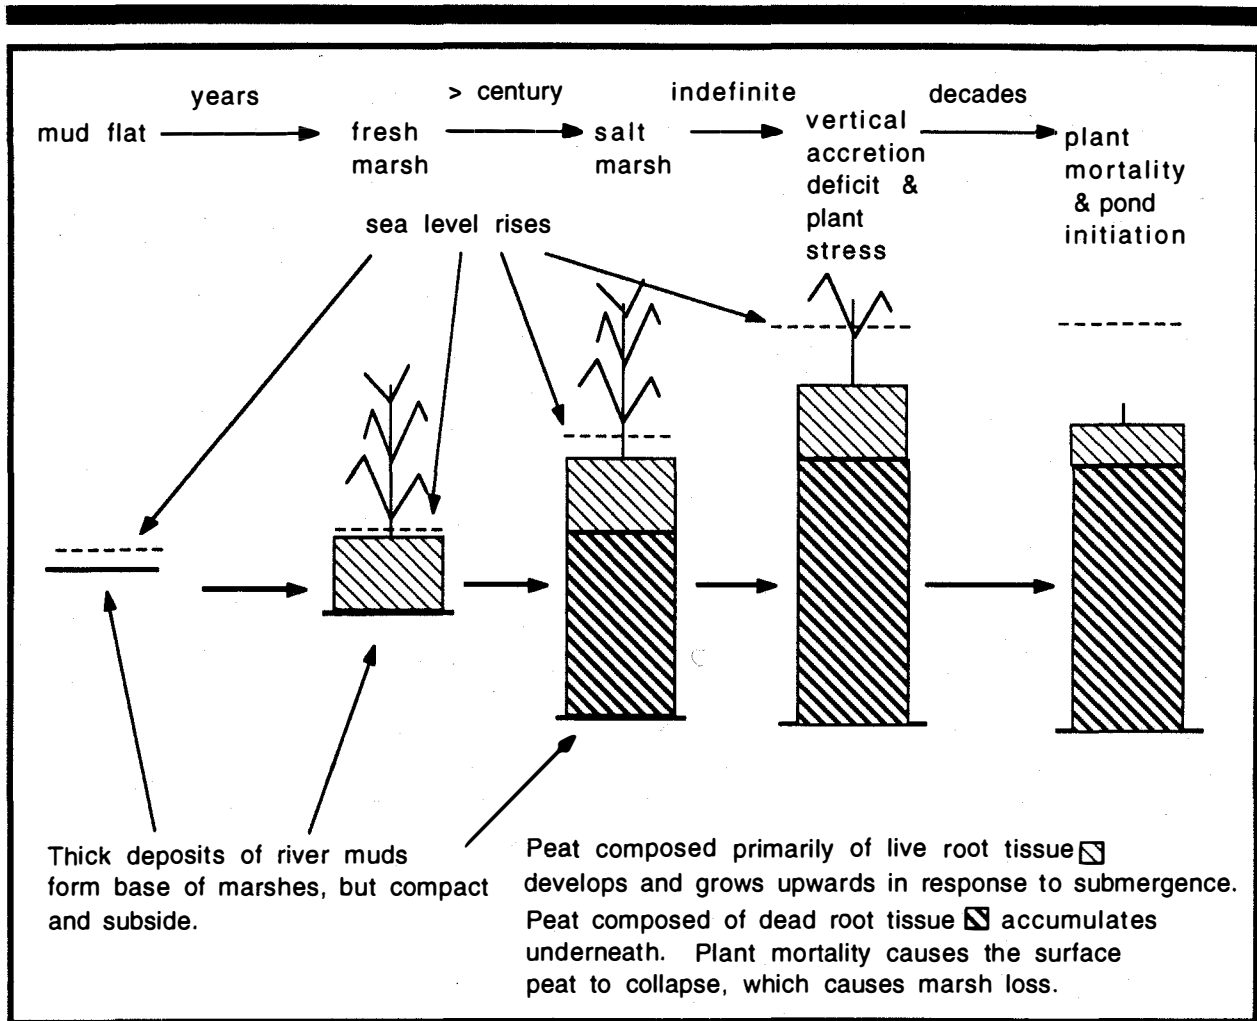 years
> century
indefinite
decades
mud flat
fresh
marsh
salt
marsh
vertical
accretion
deficit &
plant
stress
plant
mortality
& pond
initiation
sea level rises
Thick deposits of river muds
form base of marshes, but compact
and subside.
Peat composed primarily of live root tissue
develops and grows upwards in response to submergence.
Peat composed of dead root tissue accumulates
underneath. Plant mortality causes the surface
peat to collapse, which causes marsh loss.